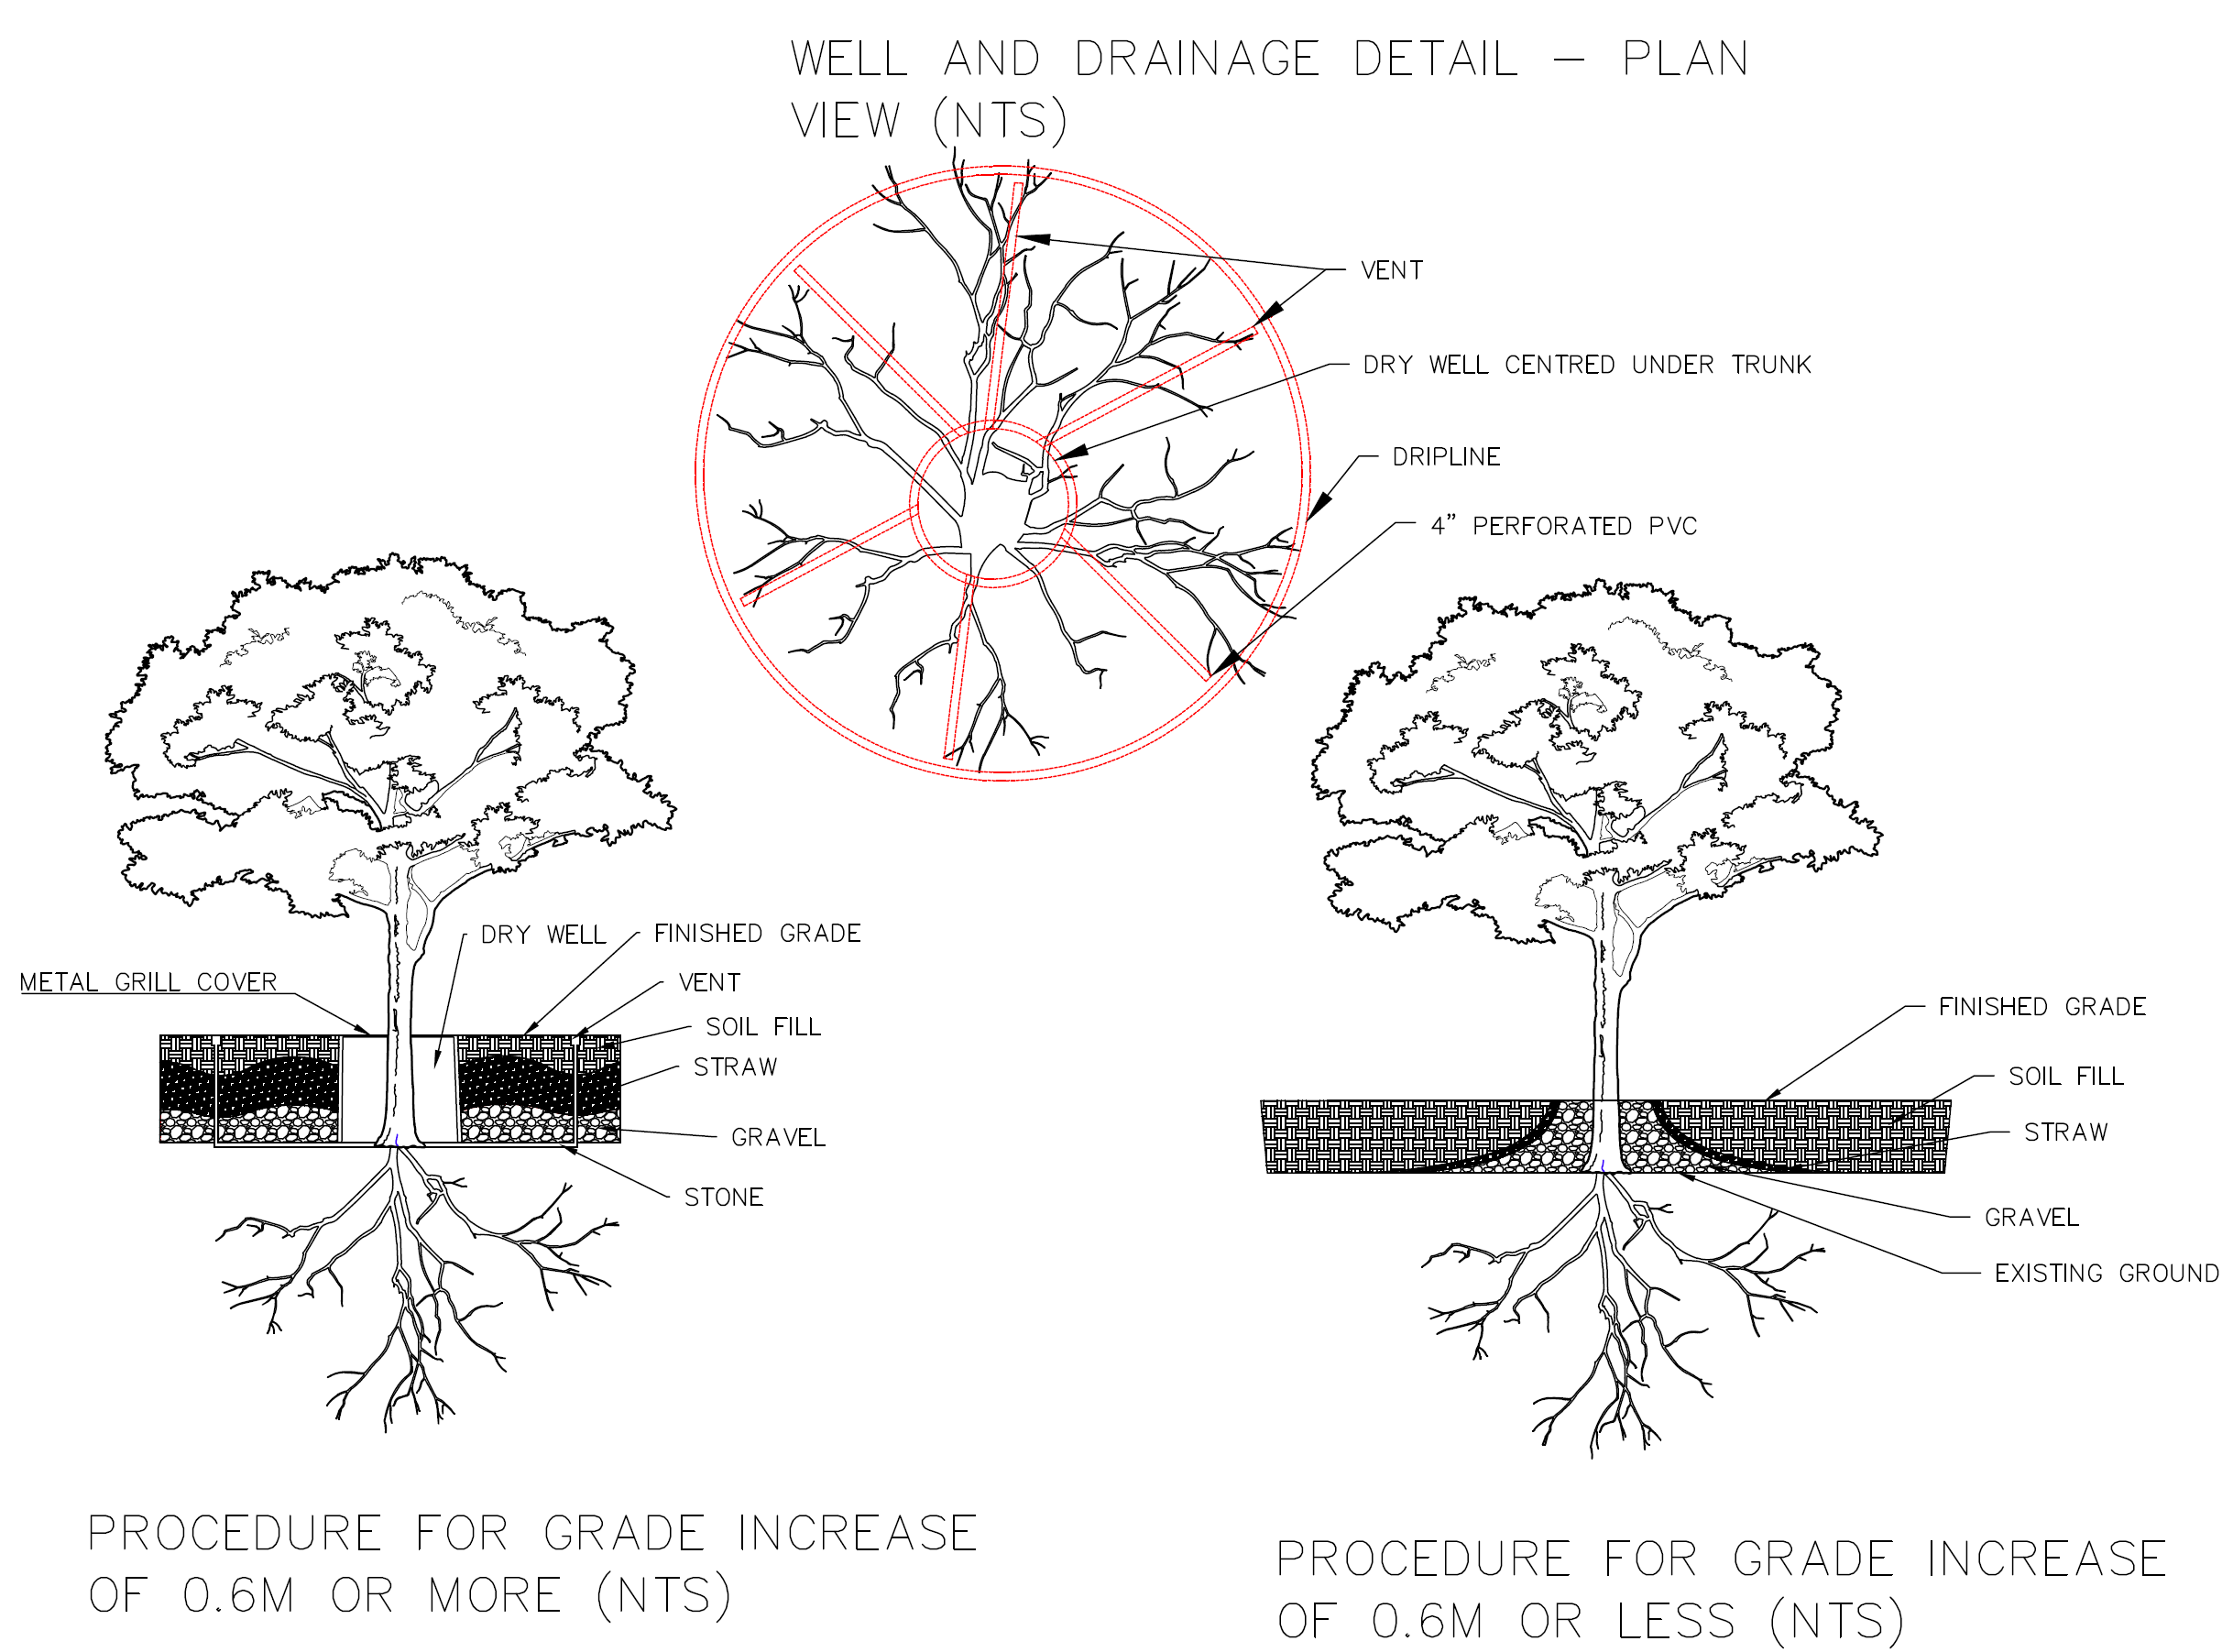 WELL AND DRAINAGE DETAIL – PLAN
VIEW (NTS)
VENT
DRY WELL CENTRED UNDER TRUNK
DRIPLINE
4" PERFORATED PVC
DRY WELL
FINISHED GRADE
METAL GRILL COVER
VENT
SOIL FILL
STRAW
GRAVEL
STONE
FINISHED GRADE
SOIL FILL
STRAW
GRAVEL
EXISTING GROUND
PROCEDURE FOR GRADE INCREASE
OF 0.6M OR MORE (NTS)
PROCEDURE FOR GRADE INCREASE
OF 0.6M OR LESS (NTS)